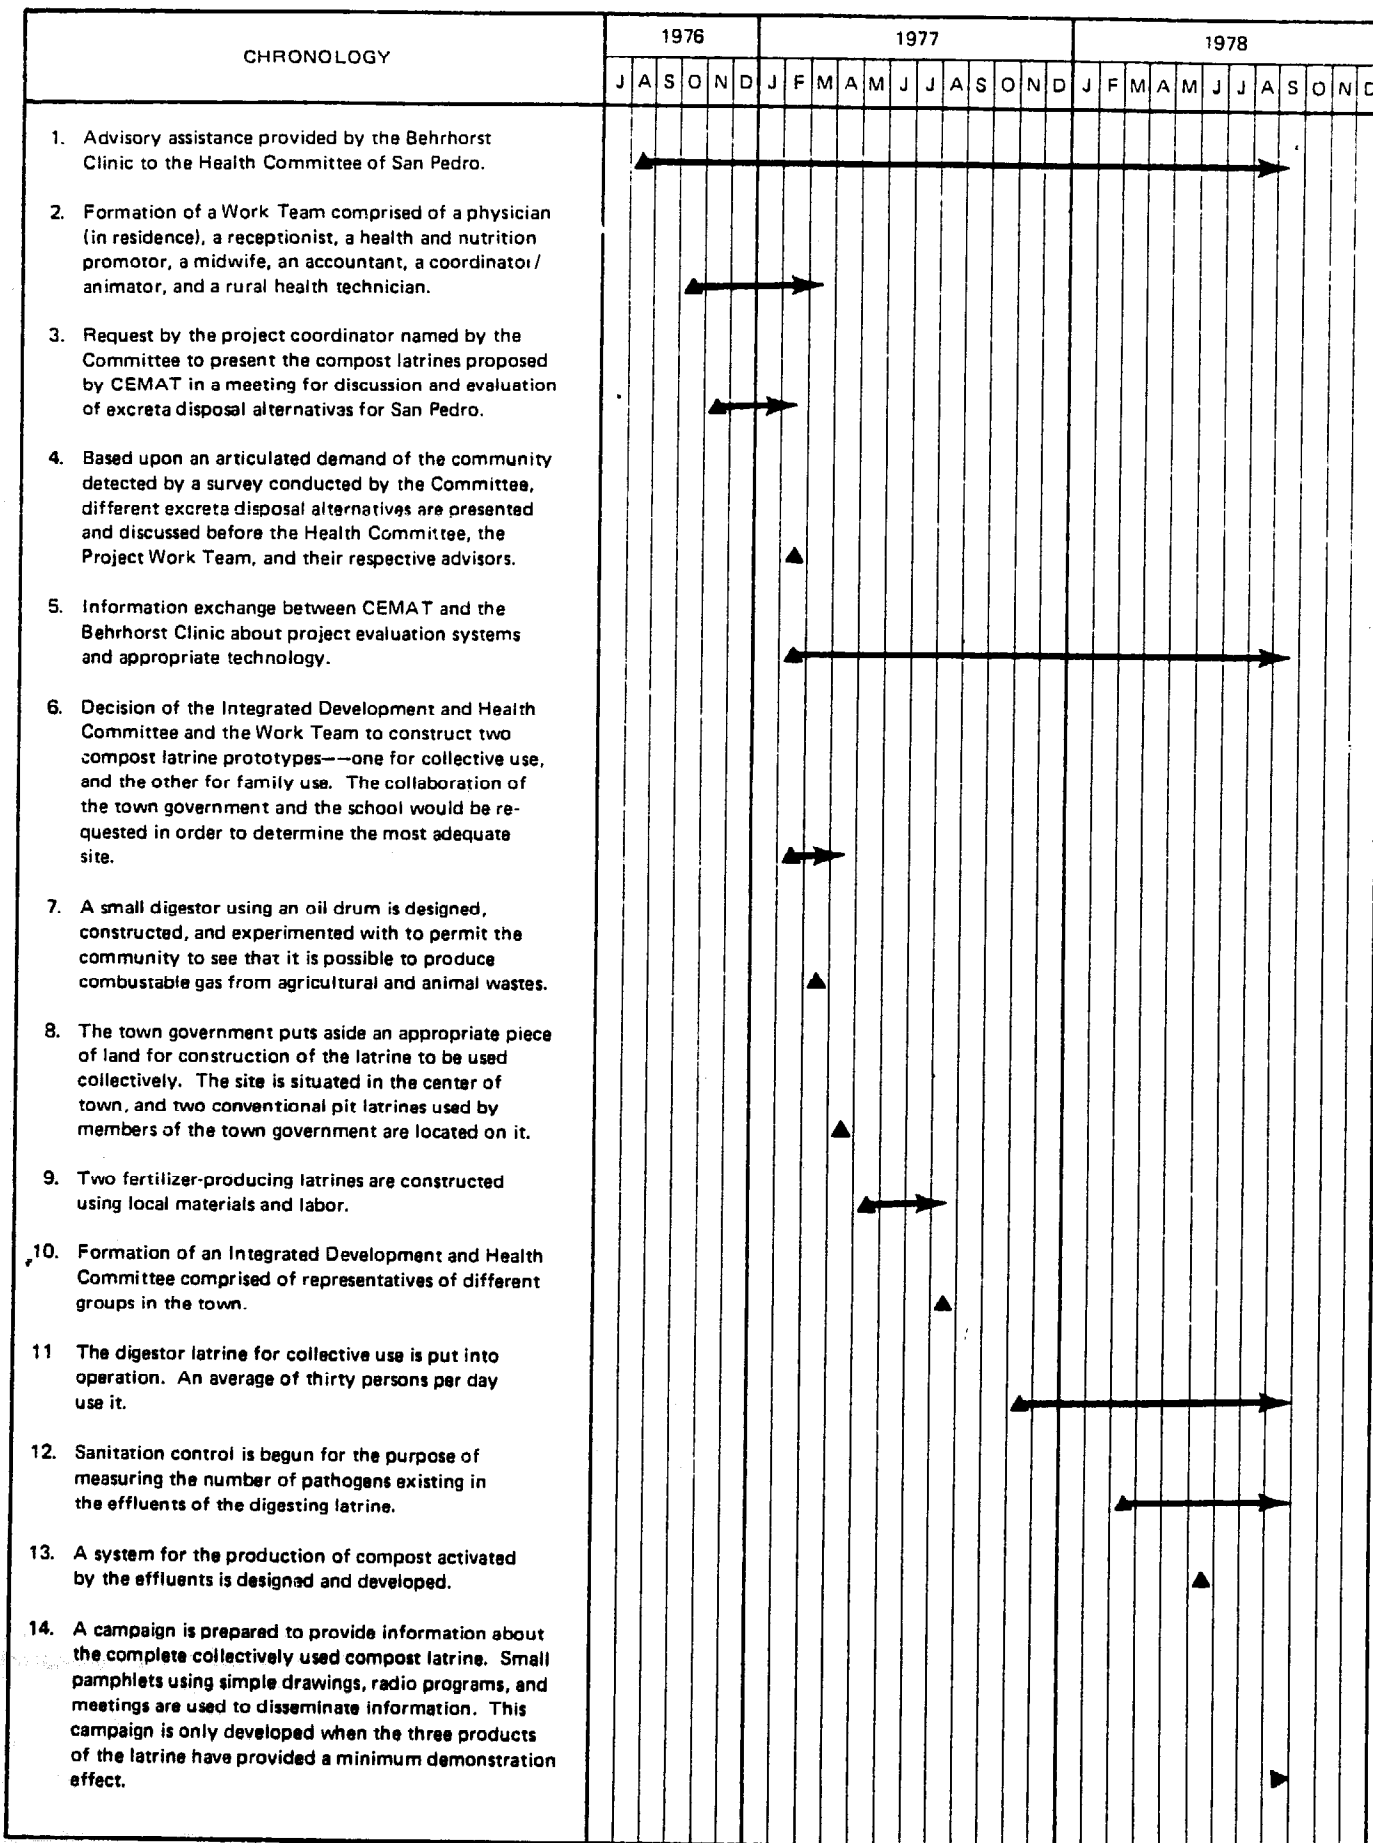 CHRONOLOGY
1976 1977 1978
J A S O N D J F M A M J J A S O N D J F M A M J J A S O N D
1. Advisory assistance provided by the Behrhorst
Clinic to the Health Committee of San Pedro.
2. Formation of a Work Team comprised of a physician
(in residence), a receptionist, a health and nutrition
promotor, a midwife, an accountant, a coordinator/
animator, and a rural health technician.
3. Request by the project coordinator named by the
Committee to present the compost latrines proposed
by CEMAT in a meeting for discussion and evaluation
of excreta disposal alternativas for San Pedro.
4. Based upon an articulated demand of the community
detected by a survey conducted by the Committee,
different excreta disposal alternatives are presented
and discussed before the Health Committee, the
Project Work Team, and their respective advisors.
5. Information exchange between CEMAT and the
Behrhorst Clinic about project evaluation systems
and appropriate technology.
6. Decision of the Integrated Development and Health
Committee and the Work Team to construct two
compost latrine prototypes--one for collective use,
and the other for family use. The collaboration of
the town government and the school would be re-
quested in order to determine the most adequate
site.
7. A small digestor using an oil drum is designed,
constructed, and experimented with to permit the
community to see that it is possible to produce
combustable gas from agricultural and animal wastes.
8. The town government puts aside an appropriate piece
of land for construction of the latrine to be used
collectively. The site is situated in the center of
town, and two conventional pit latrines used by
members of the town government are located on it.
9. Two fertilizer-producing latrines are constructed
using local materials and labor.
10. Formation of an Integrated Development and Health
Committee comprised of representatives of different
groups in the town.
11 The digestor latrine for collective use is put into
operation. An average of thirty persons per day
use it.
12. Sanitation control is begun for the purpose of
measuring the number of pathogens existing in
the effluents of the digesting latrine.
13. A system for the production of compost activated
by the effluents is designed and developed.
14. A campaign is prepared to provide information about
the complete collectively used compost latrine. Small
pamphlets using simple drawings, radio programs, and
meetings are used to disseminate information. This
campaign is only developed when the three products
of the latrine have provided a minimum demonstration
effect.